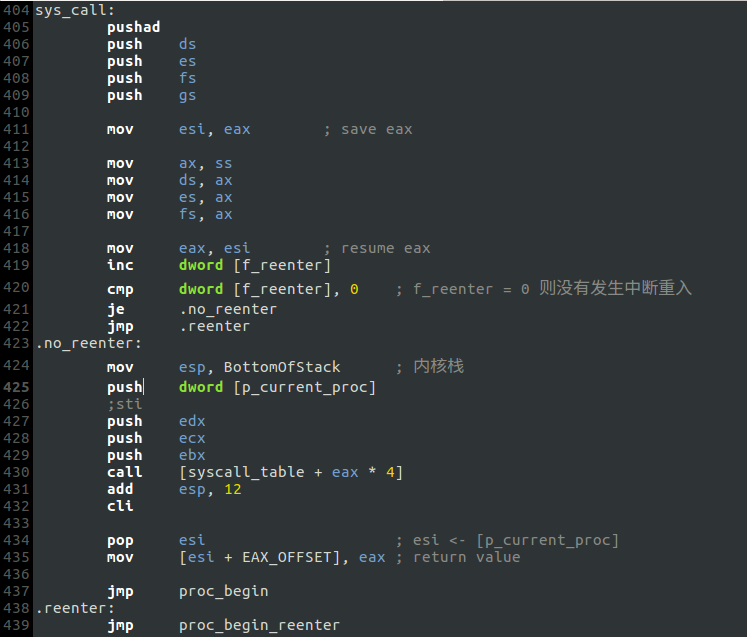 404 sys_call:
405 pushad
406 push ds
407 push es
408 push fs
409 push gs
410
411 mov esi, eax ; save eax
412
413 mov ax, ss
414 mov ds, ax
415 mov es, ax
416 mov fs, ax
417
418 mov eax, esi ; resume eax
419 inc dword [f_reenter]
420 cmp dword [f_reenter], 0 ; f_reenter = 0 则没有发生中断重入
421 je .no_reenter
422 jmp .reenter
423 .no_reenter:
424 mov esp, BottomOfStack ; 内核栈
425 push dword [p_current_proc]
426 ;sti
427 push edx
428 push ecx
429 push ebx
430 call [syscall_table + eax * 4]
431 add esp, 12
432 cli
433
434 pop esi ; esi <- [p_current_proc]
435 mov [esi + EAX_OFFSET], eax ; return value
436
437 jmp proc_begin
438 .reenter:
439 jmp proc_begin_reenter